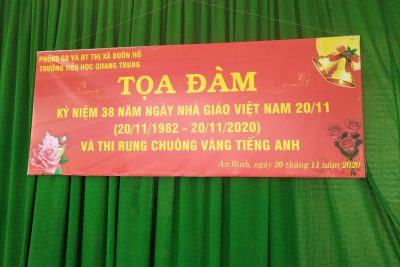 PHÒNG GD VÀ ĐT THỊ XÃ BUÔN HỒ
TRƯỜNG TIỂU HỌC QUANG TRUNG
TỌA ĐÀM
KỶ NIỆM 38 NĂM NGÀY NHÀ GIÁO VIỆT NAM 20/11
(20/11/1982 - 20/11/2020)
VÀ THI RUNG CHUÔNG VÀNG TIẾNG ANH
An Bình, ngày 20 tháng 11 năm 2020